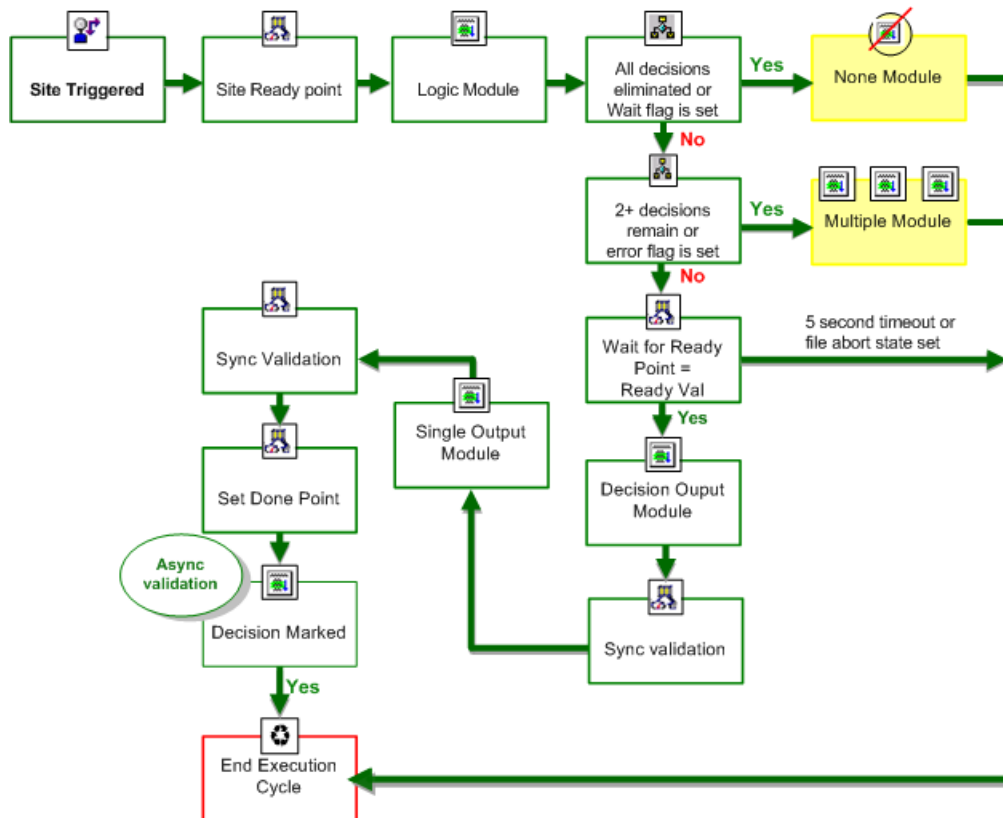 Site Triggered
Site Ready point
Logic Module
All decisions
eliminated or
Wait flag is set
Yes
None Module
No
2+ decisions
remain or
error flag is set
Yes
Multiple Module
No
Wait for Ready
Point =
Ready Val
5 second timeout or
file abort state set
Yes
Decision Ouput
Module
Sync validation
Single Output
Module
Sync Validation
Set Done Point
Async
validation
Decision Marked
Yes
End Execution
Cycle